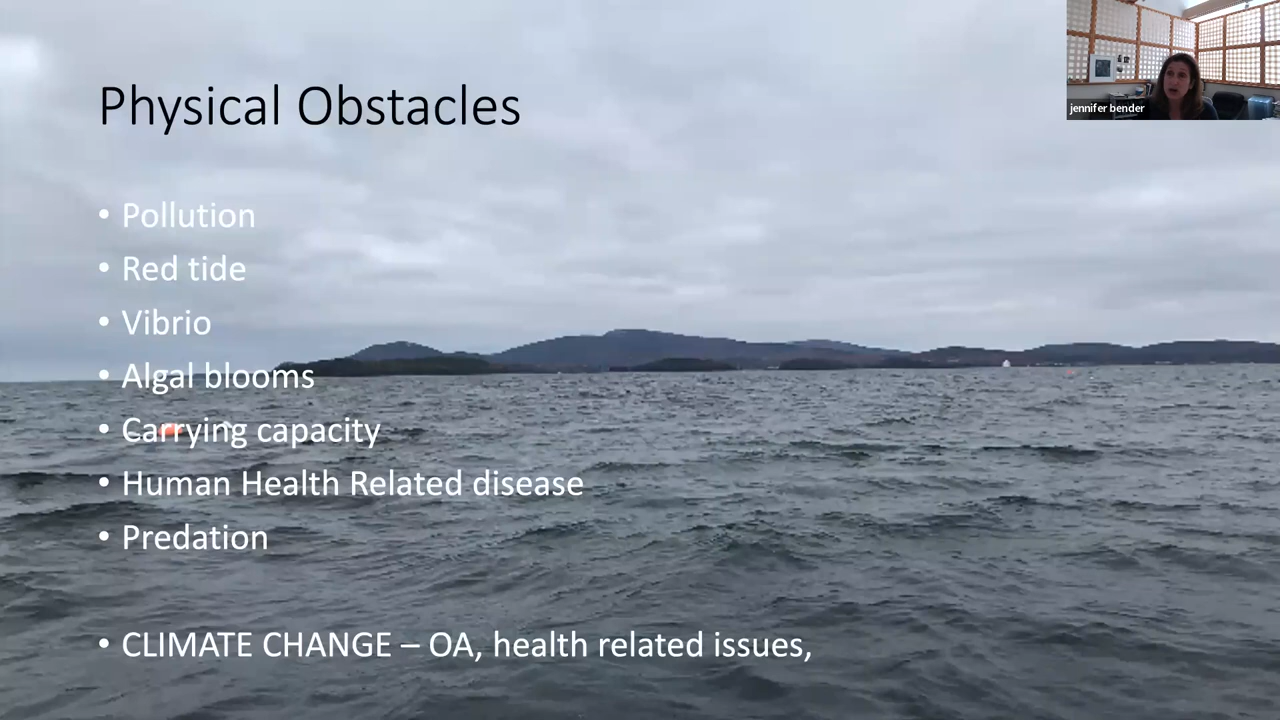 Physical Obstacles
jennifer bender
• Pollution
• Red tide
• Vibrio
• Algal blooms
• Carrying capacity
• Human Health Related disease
• Predation
• CLIMATE CHANGE – OA, health related issues,